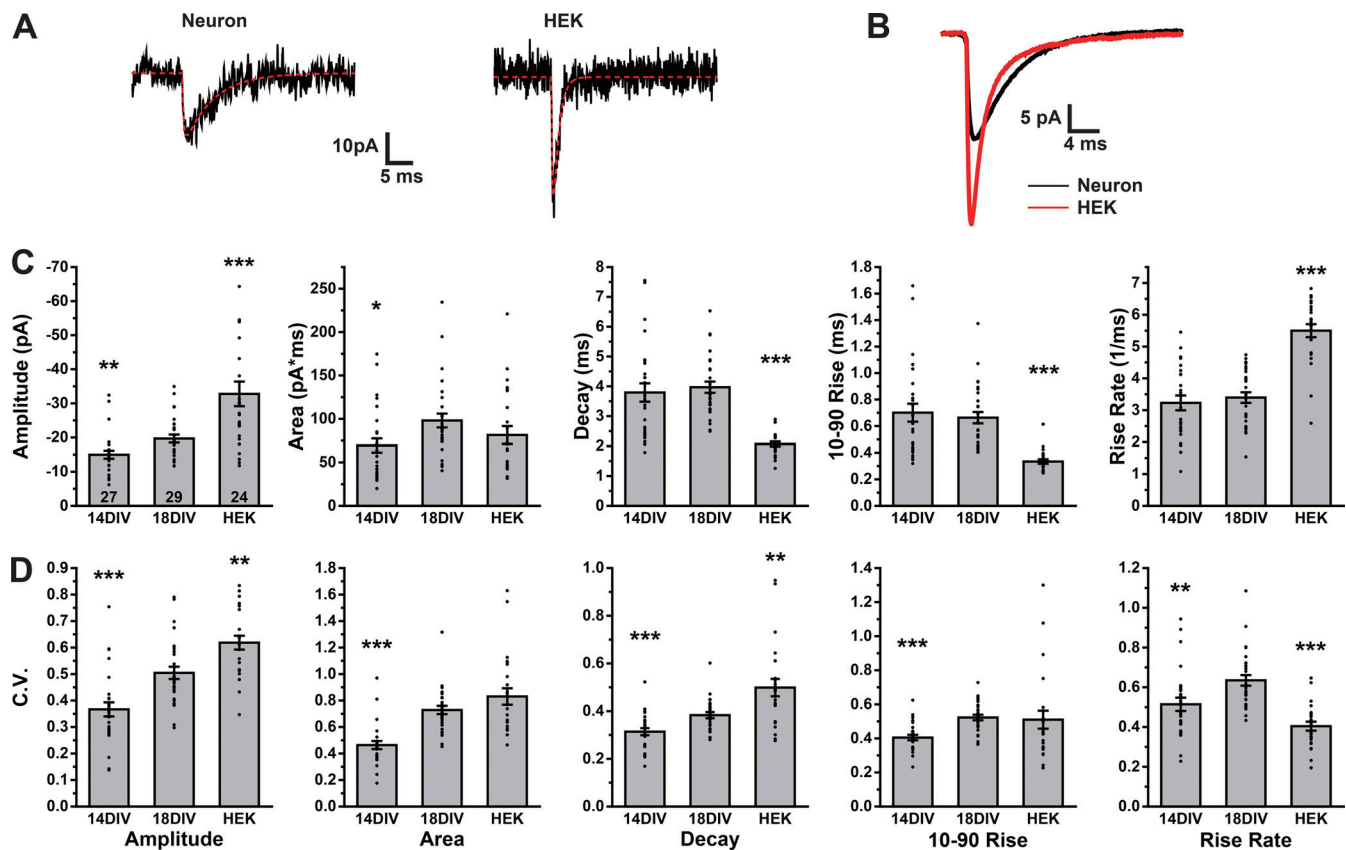 A
Neuron
HEK
10pA
5 ms
B
5 pA
4 ms
Neuron
HEK
C
Amplitude (pA)
-70
-60
-50
-40
-30
-20
-10
0
**
***
27
29
24
14DIV
18DIV
HEK
Area (pA*ms)
250
200
150
100
50
0
*
14DIV
18DIV
HEK
Decay (ms)
8
7
6
5
4
3
2
1
0
***
14DIV
18DIV
HEK
10-90 Rise (ms)
1.8
1.6
1.4
1.2
1.0
0.8
0.6
0.4
0.2
0.0
***
14DIV
18DIV
HEK
Rise Rate (1/ms)
7
6
5
4
3
2
1
0
***
14DIV
18DIV
HEK
D
C.V.
0.9
0.8
0.7
0.6
0.5
0.4
0.3
0.2
0.1
0.0
***
**
14DIV
18DIV
HEK
Amplitude
1.8
1.6
1.4
1.2
1.0
0.8
0.6
0.4
0.2
0.0
***
14DIV
18DIV
HEK
Area
1.0
0.8
0.6
0.4
0.2
0.0
***
**
14DIV
18DIV
HEK
Decay
1.4
1.2
1.0
0.8
0.6
0.4
0.2
0.0
***
14DIV
18DIV
HEK
10-90 Rise
1.2
1.0
0.8
0.6
0.4
0.2
0.0
**
***
14DIV
18DIV
HEK
Rise Rate